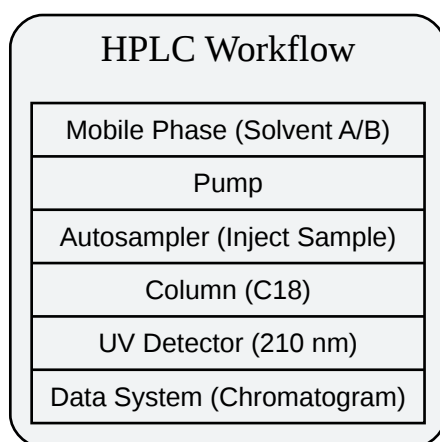 HPLC Workflow
Mobile Phase (Solvent A/B)
Pump
Autosampler (Inject Sample)
Column (C18)
UV Detector (210 nm)
Data System (Chromatogram)